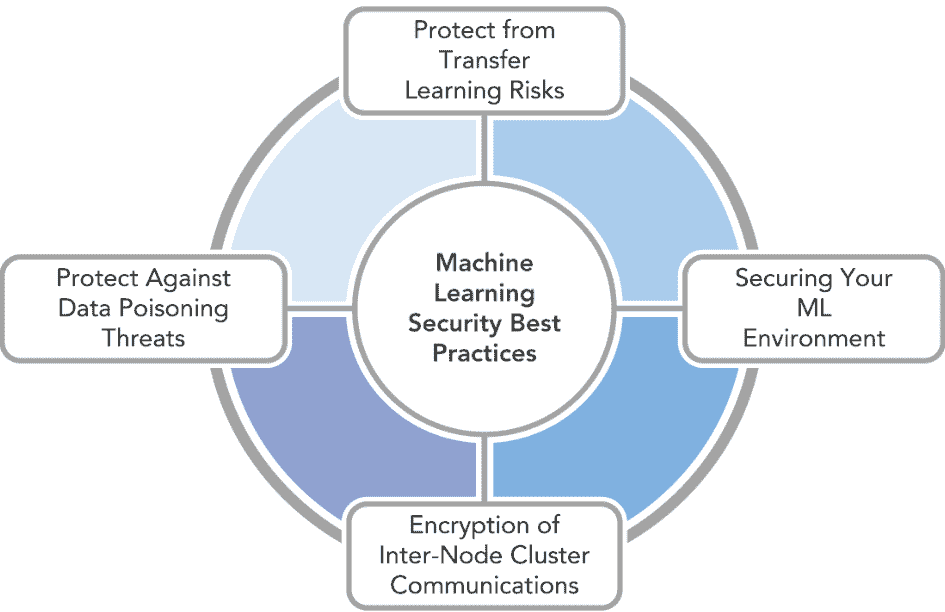 Protect from
Transfer
Learning Risks
Protect Against
Data Poisoning
Threats
Machine
Learning
Security Best
Practices
Securing Your
ML
Environment
Encryption of
Inter-Node Cluster
Communications